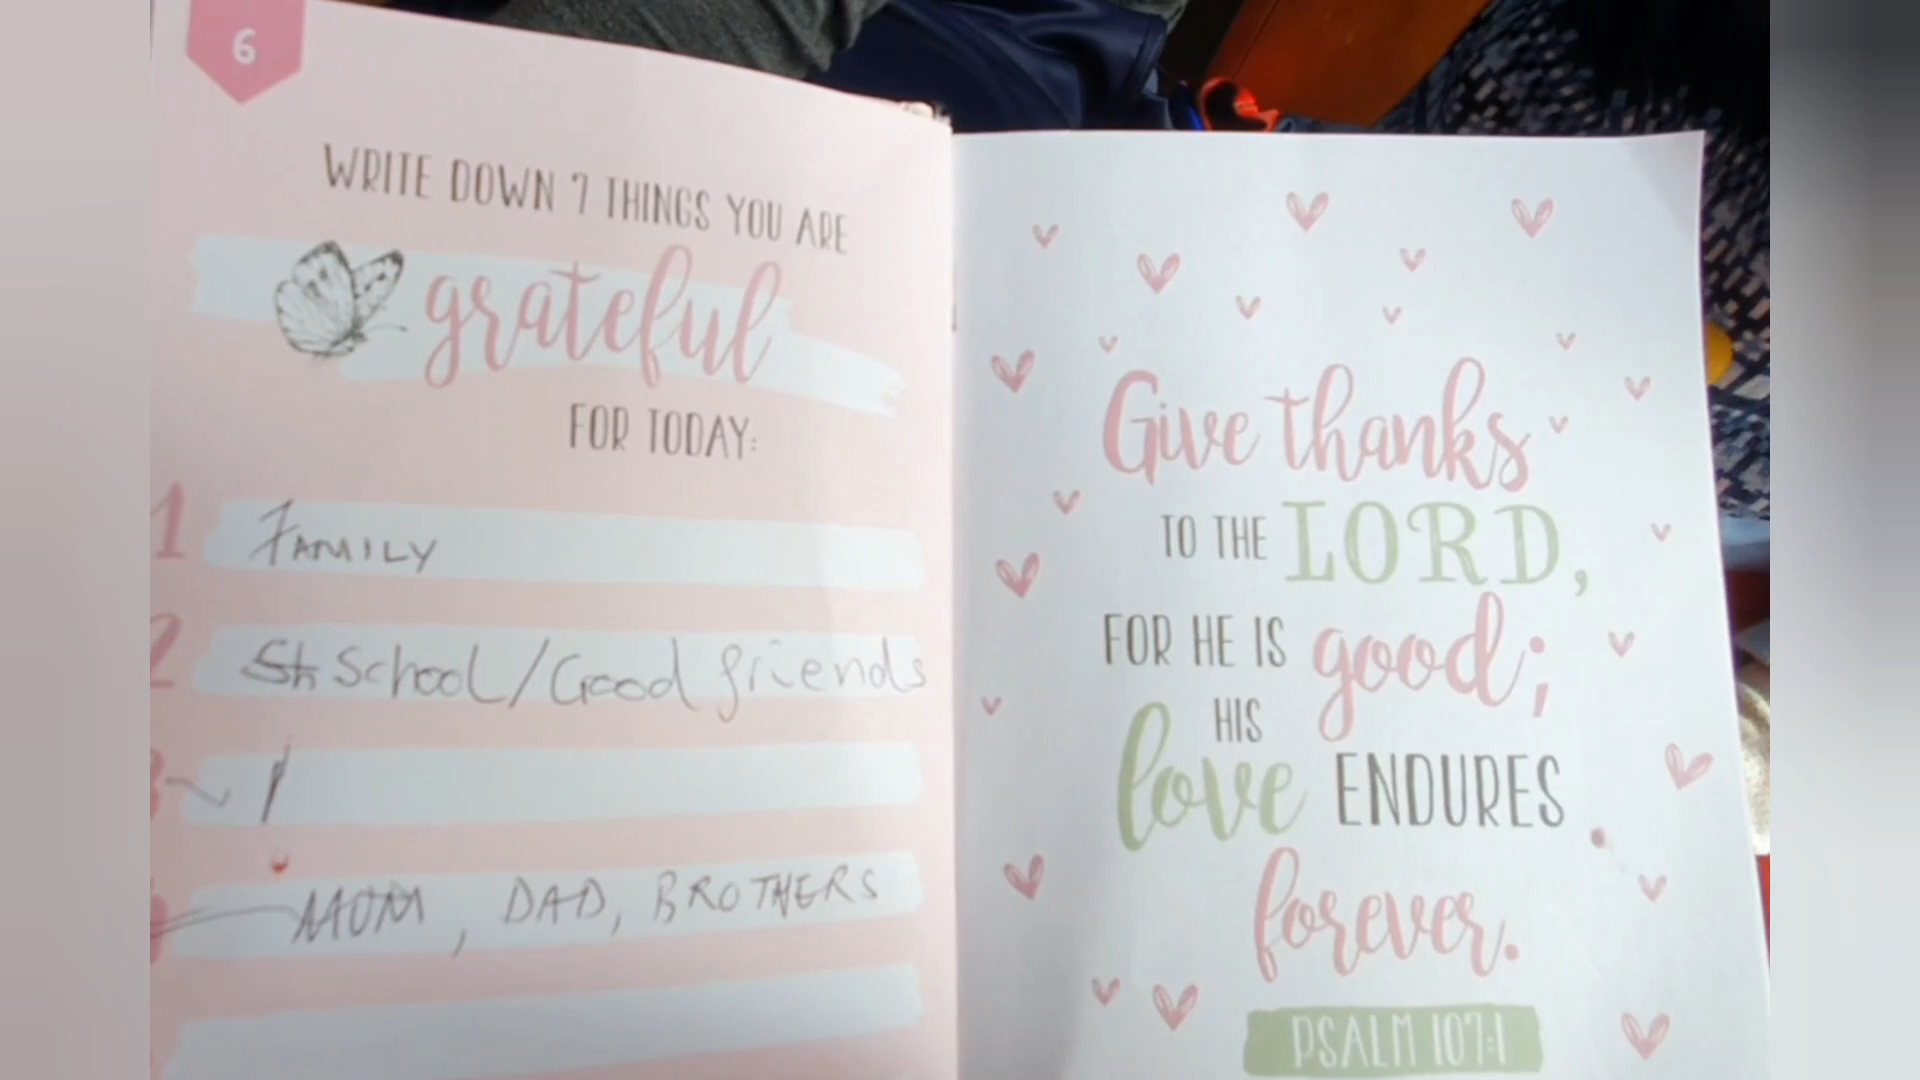 6
WRITE DOWN 7 THINGS YOU ARE
grateful
FOR TODAY:
1 FAMILY
2 St School/Good friends
3
MOM, DAD, BROTHERS
Give thanks
TO THE LORD,
FOR HE IS good;
HIS
love ENDURES
forever.
PSALM 107:1